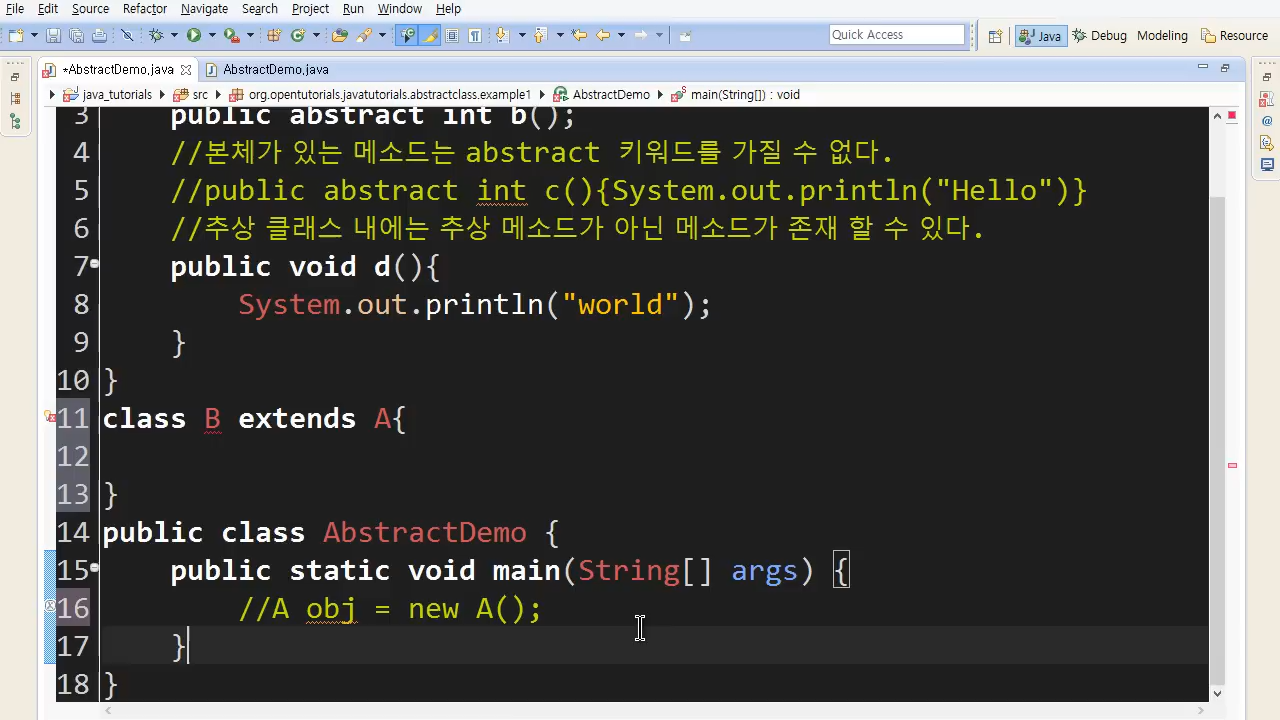 File Edit Source Refactor Navigate Search Project Run Window Help
Quick Access
Java Debug Modeling Resource
*AbstractDemo.java AbstractDemo.java
java_tutorials src org.opentutorials.javatutorials.abstractclass.example1 AbstractDemo main(String[]) : void
3 public abstract int b();
4 //본체가 있는 메소드는 abstract 키워드를 가질 수 없다.
5 //public abstract int c(){System.out.println("Hello")}
6 //추상 클래스 내에는 추상 메소드가 아닌 메소드가 존재 할 수 있다.
7 public void d(){
8 System.out.println("world");
9 }
10 }
11 class B extends A{
12
13 }
14 public class AbstractDemo {
15 public static void main(String[] args) {
16 //A obj = new A();
17 }
18 }